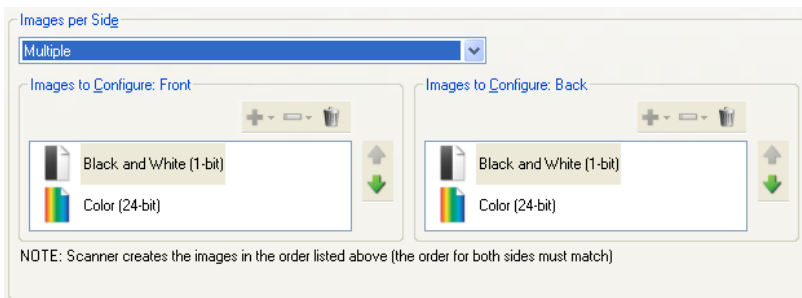 Images per Side
Multiple
Images to Configure: Front
Images to Configure: Back
Black and White (1-bit)
Color (24-bit)
Black and White (1-bit)
Color (24-bit)
NOTE: Scanner creates the images in the order listed above (the order for both sides must match)